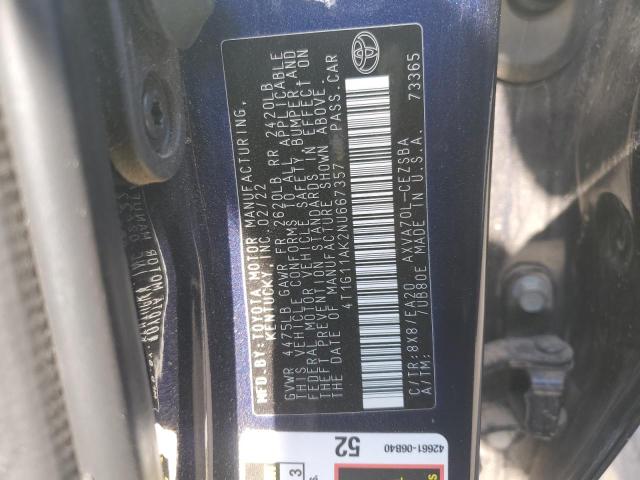 MFD.BY:TOYOTA MOTOR MANUFACTURING,
KENTUCKY, INC. 02/22
GVWR 4475LB GAWR FR 2620LB RR 2420LB
THIS VEHICLE CONFORMS TO ALL APPLICABLE
FEDERAL MOTOR VEHICLE SAFETY, BUMPER AND
THEFT PREVENTION STANDARDS IN EFFECT ON
THE DATE OF MANUFACTURE SHOWN ABOVE.
4T1G11AK2NU667357 PASS.CAR
C/TR:8X8/EA20 AXVA70L-CEZSBA
A/TM: /UB80E MADE IN U.S.A. 73365
52
42661-06B40
3